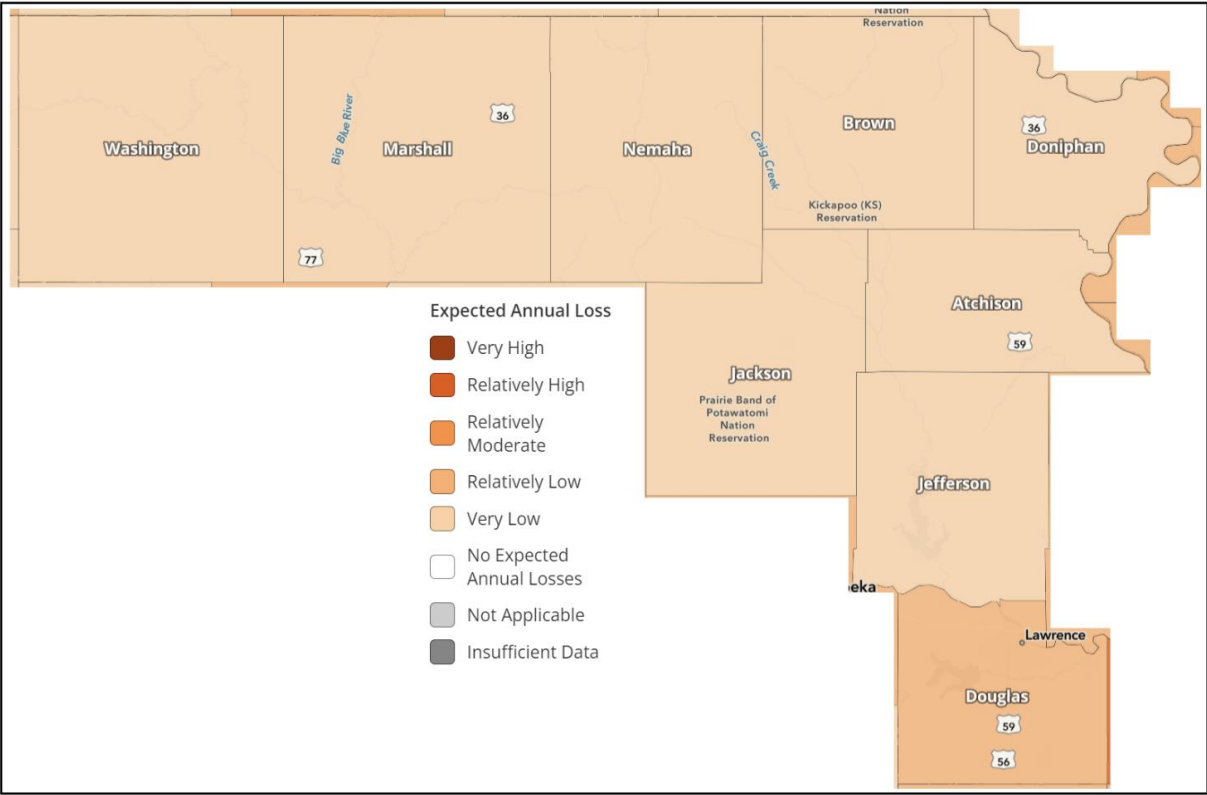 Nation
Reservation
Washington
Big Blue River
Marshall
36
77
Nemaha
Craig Creek
Brown
Kickapoo (KS)
Reservation
36
Doniphan
Atchison
59
Jackson
Prairie Band of
Potawatomi
Nation
Reservation
Jefferson
eka
Lawrence
Douglas
59
56
Expected Annual Loss
Very High
Relatively High
Relatively
Moderate
Relatively Low
Very Low
No Expected
Annual Losses
Not Applicable
Insufficient Data